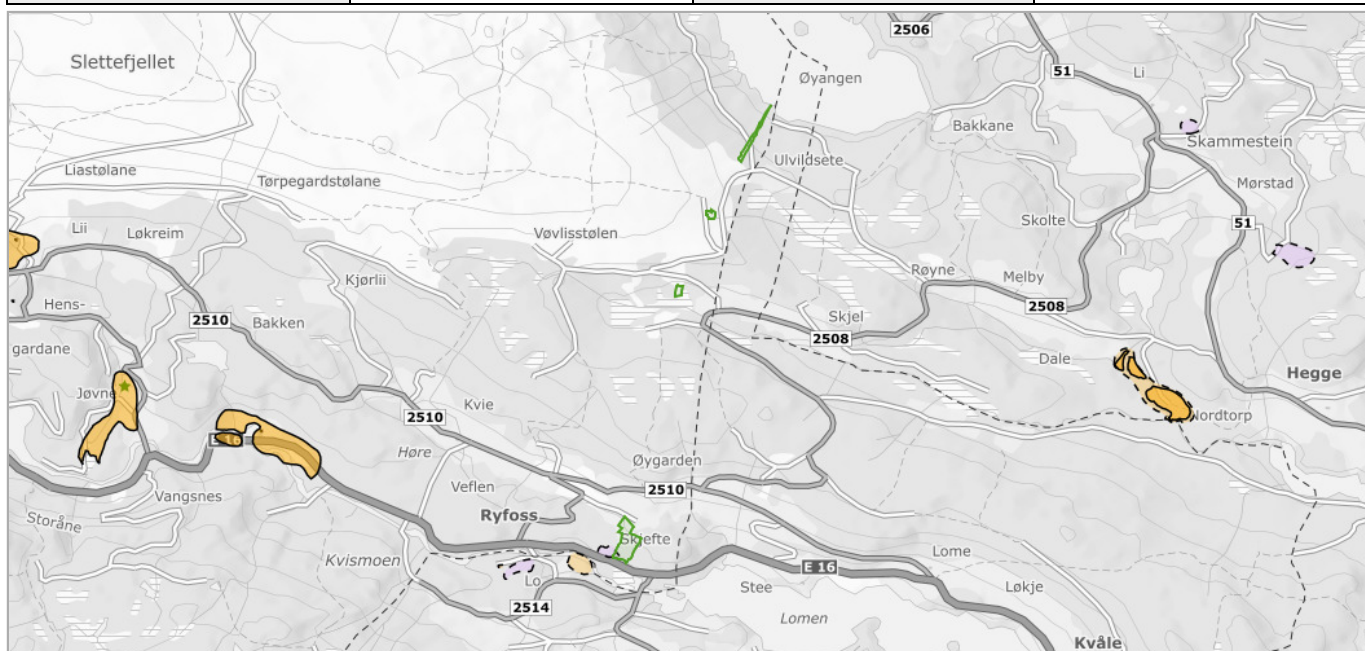 2506
Slettefjellet
Øyangen
51
Li
Bakkane
Skammestein
Liastølane
Ulvildsete
Tørpegardstølane
Mørstad
Skolte
51
Lii
Løkreim
Vøvlisstølen
Kjørlii
Røyne
Melby
Hens-
2508
2510
Bakken
Skjel
2508
gardane
Dale
Hegge
Jøvne
Kvie
2510
Nordtorp
E 16
Høre
Øygarden
Veflen
2510
Vangsnes
Ryfoss
Storåne
Skjefte
Kvismoen
Lome
E 16
Lo
Stee
Løkje
2514
Lomen
Kvåle